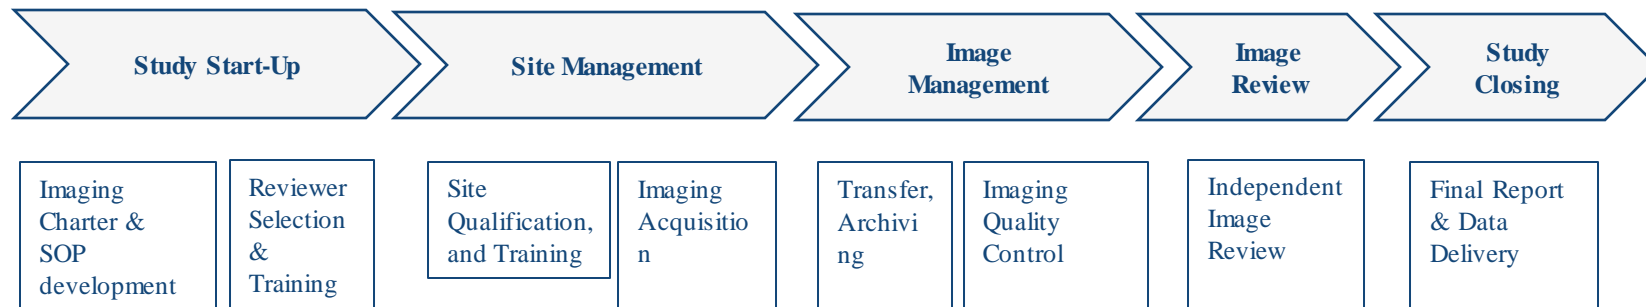 Study Start-Up
Site Management
Image
Management
Image
Review
Study
Closing
Imaging
Charter &
SOP
development
Reviewer
Selection
&
Training
Site
Qualification,
and Training
Imaging
Acquisitio
n
Transfer,
Archivi
ng
Imaging
Quality
Control
Independent
Image
Review
Final Report
& Data
Delivery